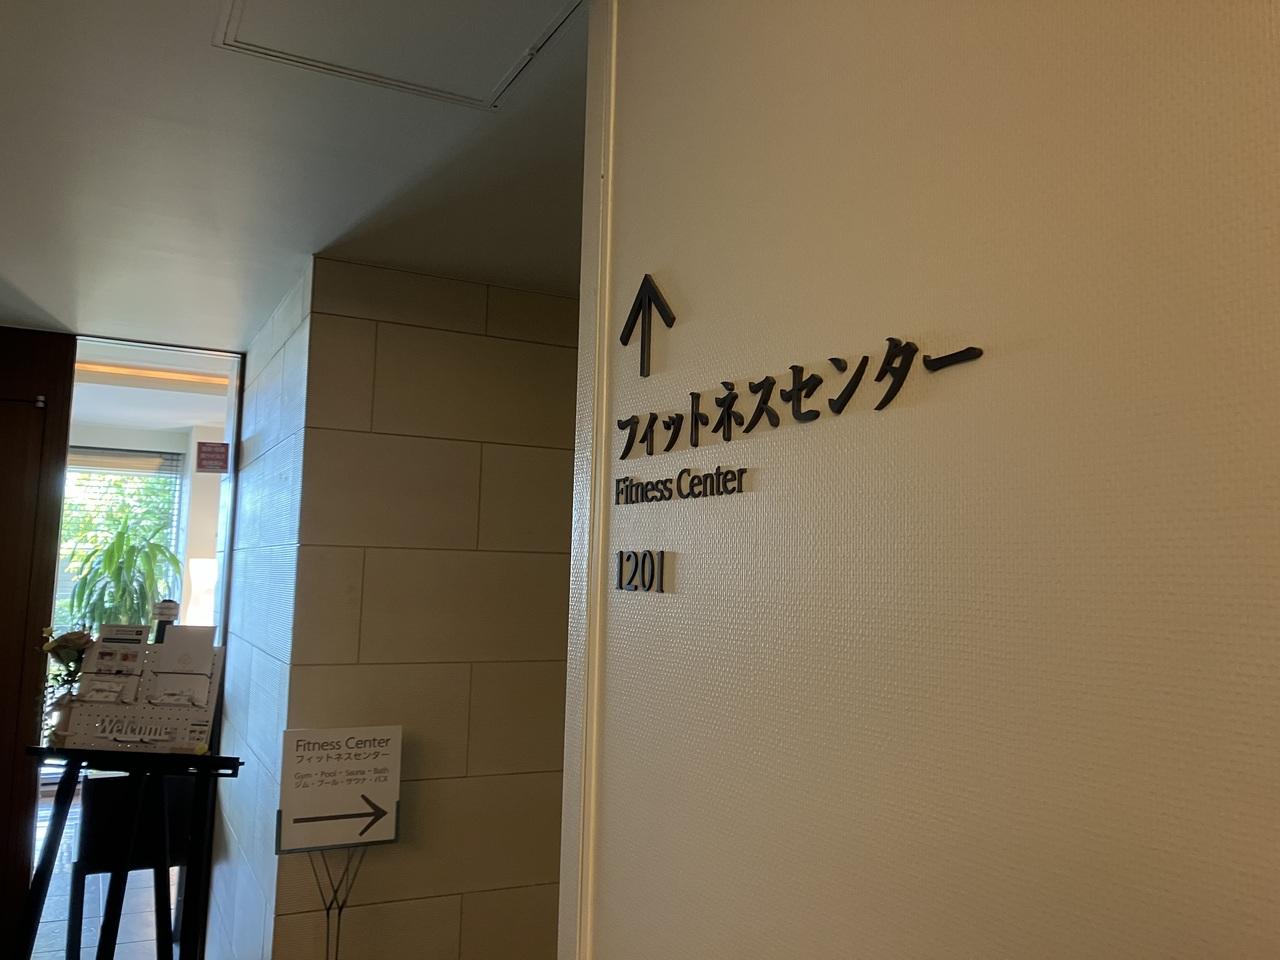 フィットネスセンター
Fitness Center
1201
Fitness Center
フィットネスセンター
Gym・Pool・Sauna・Bath
ジム・プール・サウナ・バス
Welcome